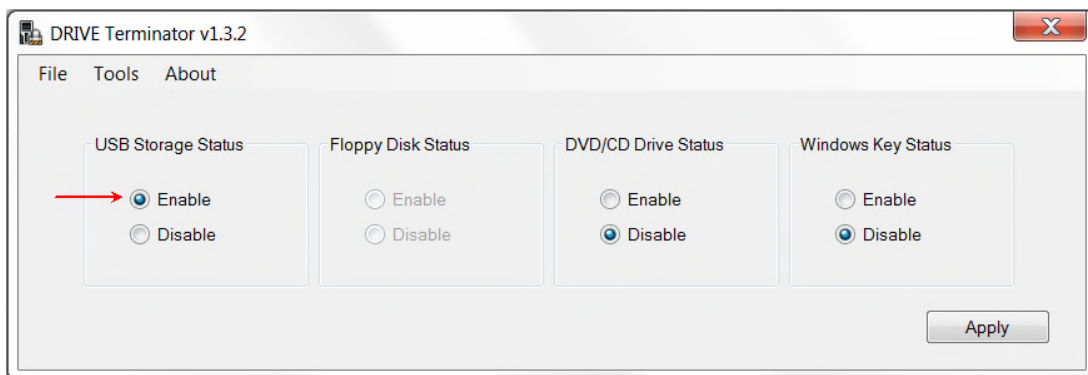 DRIVE Terminator v1.3.2
File Tools About
USB Storage Status Floppy Disk Status DVD/CD Drive Status Windows Key Status
Enable Enable Enable Enable
Disable Disable Disable Disable
Apply